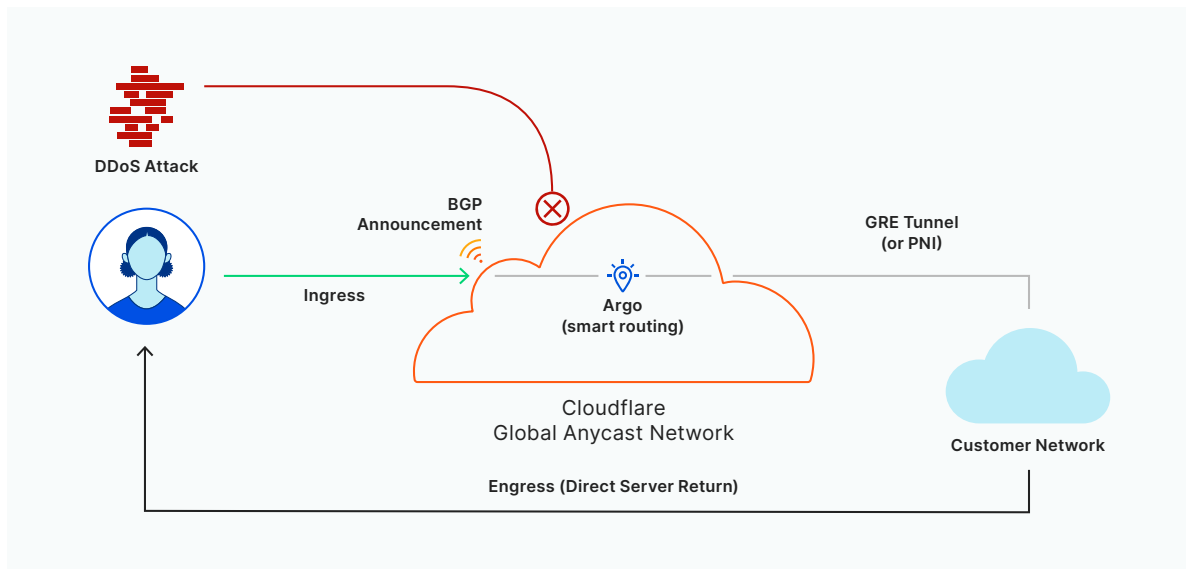 DDoS Attack
BGP
Announcement
GRE Tunnel
(or PNI)
Ingress
Argo
(smart routing)
Cloudflare
Global Anycast Network
Customer Network
Engress (Direct Server Return)